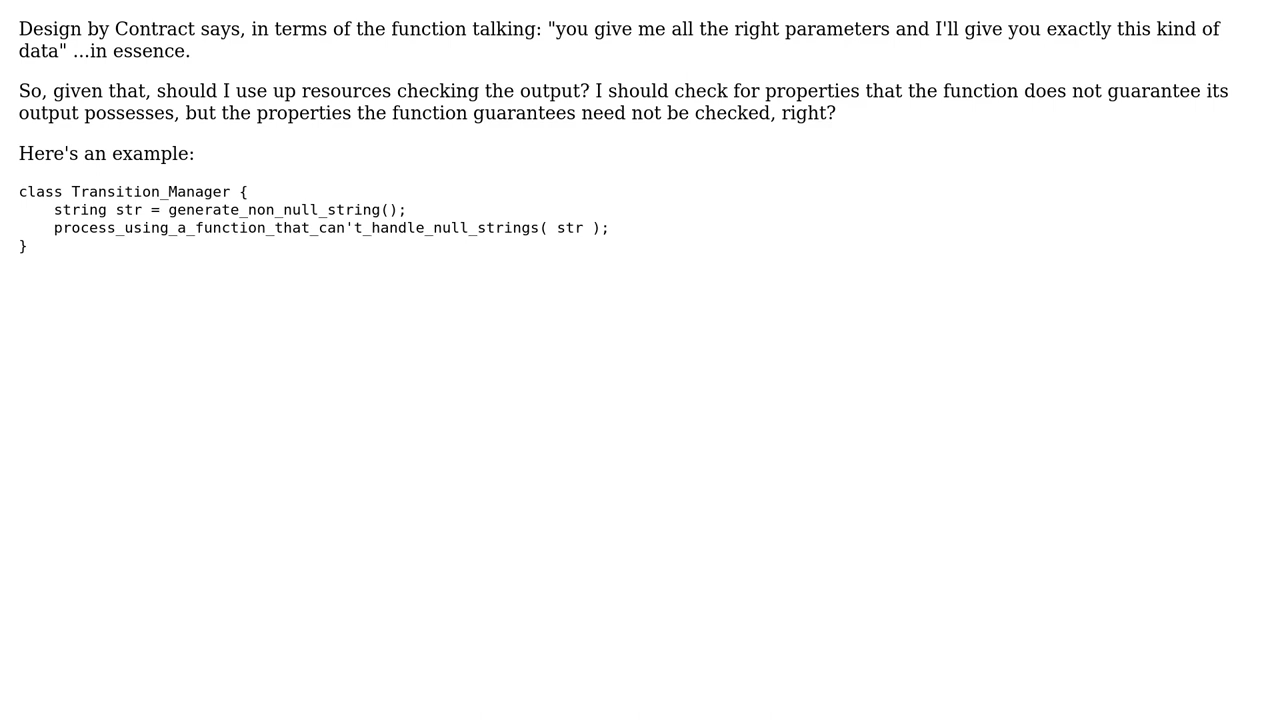 Design by Contract says, in terms of the function talking: "you give me all the right parameters and I'll give you exactly this kind of
data" ...in essence.
So, given that, should I use up resources checking the output? I should check for properties that the function does not guarantee its
output possesses, but the properties the function guarantees need not be checked, right?
Here's an example:
class Transition_Manager {
    string str = generate_non_null_string();
    process_using_a_function_that_can't_handle_null_strings( str );
}